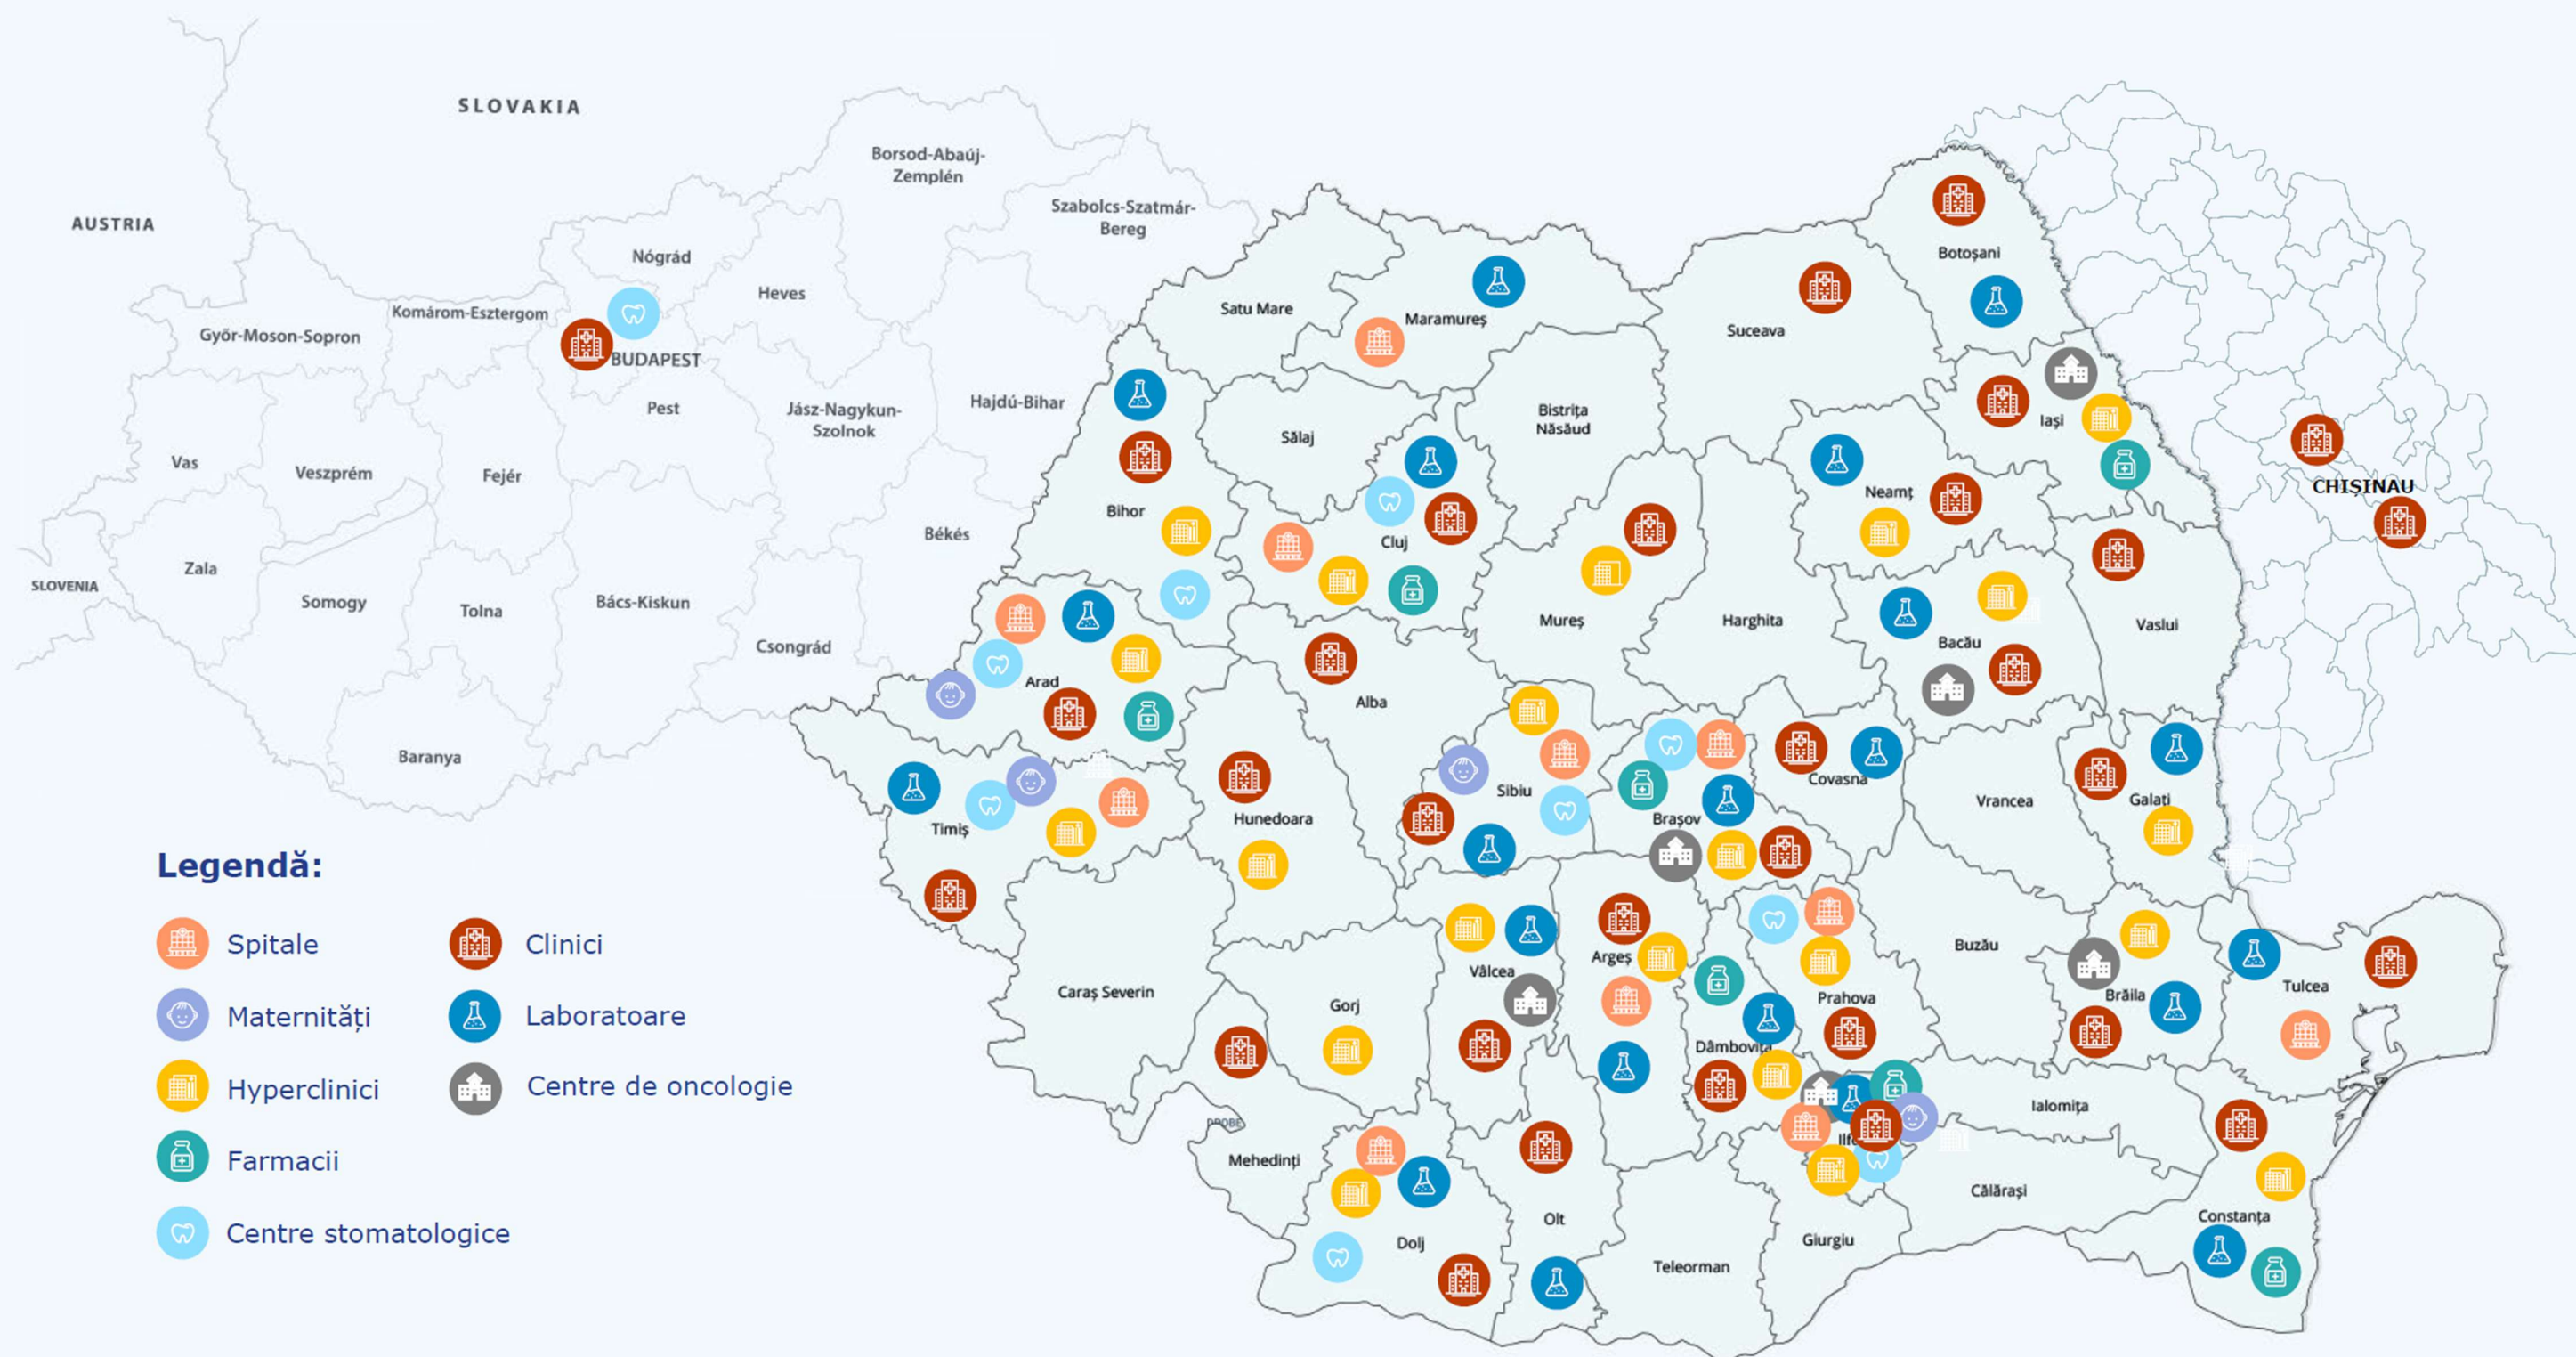 SLOVAKIA
Borsod-Abaúj-
Zemplén
Szabolcs-Szatmár-
Bereg
AUSTRIA
Nógrád
Botoșani
Heves
Satu Mare
Komárom-Esztergom
Maramureș
Győr-Moson-Sopron
Suceava
BUDAPEST
Hajdú-Bihar
Pest
Jász-Nagykun-
Szolnok
Bistrița
Năsăud
Iași
Sălaj
Vas
Veszprém
Fejér
CHIȘINAU
Neamț
Bihor
Békés
Cluj
Zala
SLOVENIA
Somogy
Tolna
Bács-Kiskun
Mureș
Harghita
Vaslui
Csongrád
Bacău
Arad
Alba
Baranya
Covasna
Sibiu
Vrancea
Galați
Timiș
Hunedoara
Brașov
Legendă:
Spitale
Clinici
Buzău
Argeș
Vâlcea
Caraș Severin
Tulcea
Brăila
Prahova
Gorj
Maternități
Laboratoare
Dâmbovița
Hyperclinici
Centre de oncologie
Ialomița
Farmacii
Mehedinți
Călărași
Constanța
Olt
Centre stomatologice
Dolj
Giurgiu
Teleorman